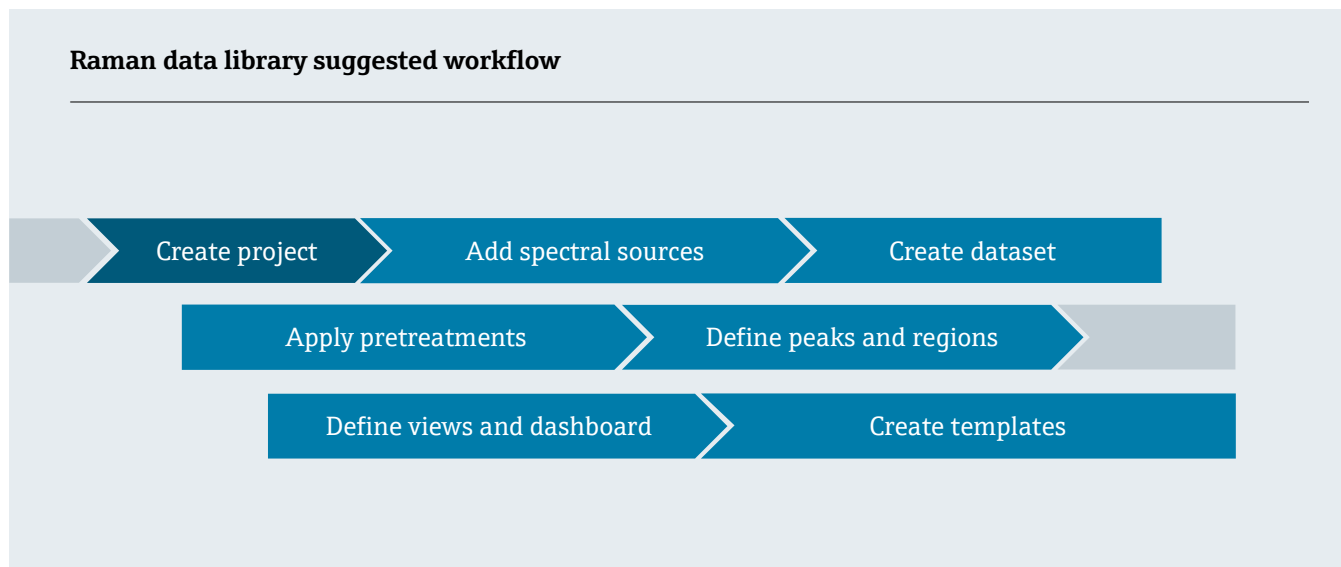 Raman data library suggested workflow
Create project
Add spectral sources
Create dataset
Apply pretreatments
Define peaks and regions
Define views and dashboard
Create templates